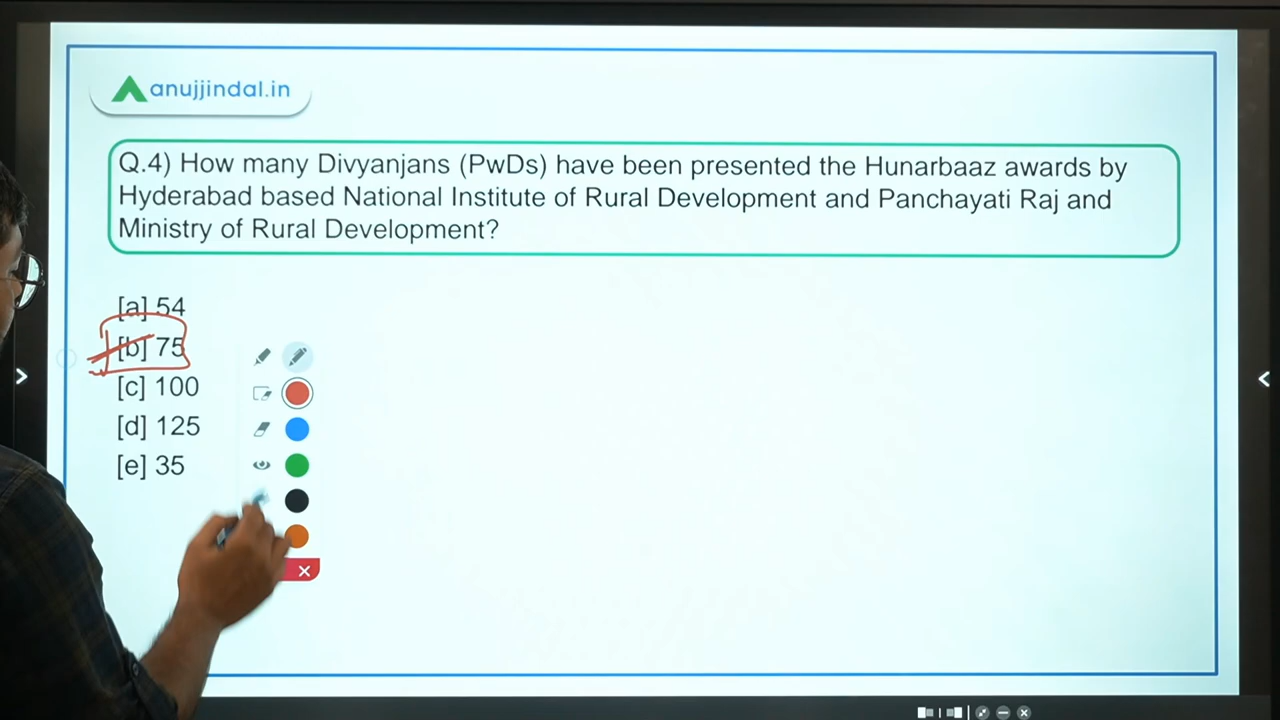 anujjindal.in
Q.4) How many Divyanjans (PwDs) have been presented the Hunarbaaz awards by
Hyderabad based National Institute of Rural Development and Panchayati Raj and
Ministry of Rural Development?
[a] 54
[b] 75
[c] 100
[d] 125
[e] 35